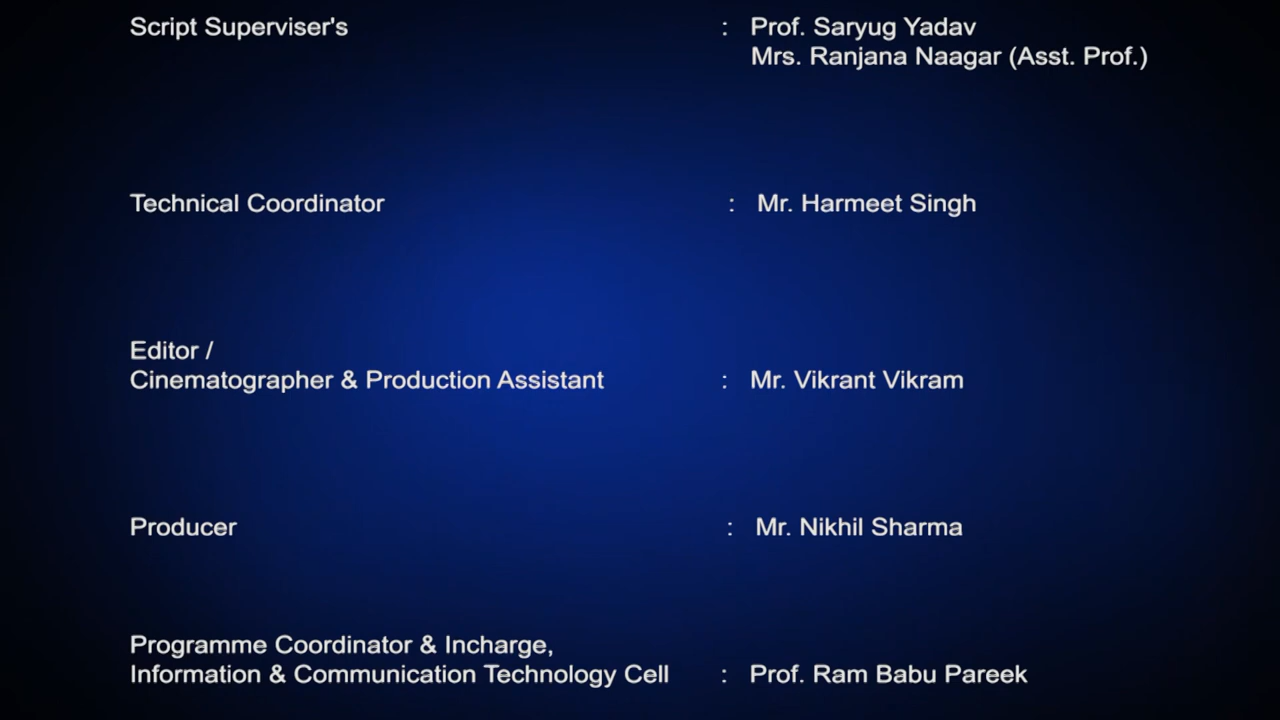 Script Superviser's : Prof. Saryug Yadav
Mrs. Ranjana Naagar (Asst. Prof.)
Technical Coordinator : Mr. Harmeet Singh
Editor /
Cinematographer & Production Assistant : Mr. Vikrant Vikram
Producer : Mr. Nikhil Sharma
Programme Coordinator & Incharge,
Information & Communication Technology Cell : Prof. Ram Babu Pareek